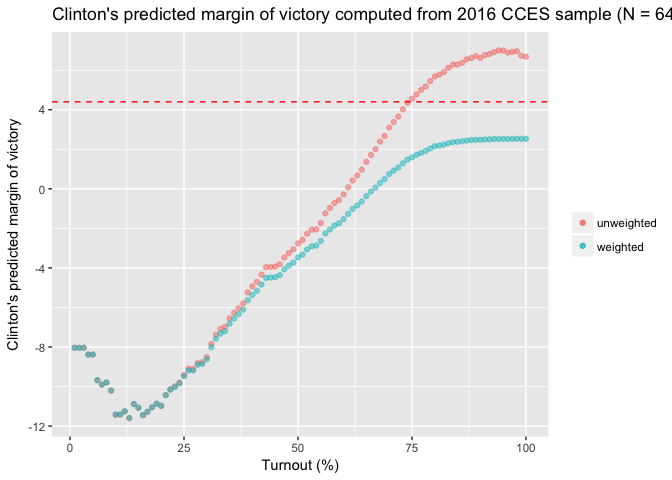 Clinton's predicted margin of victory computed from 2016 CCES sample (N = 64
Clinton's predicted margin of victory
4
0
-4
-8
-12
0 25 50 75 100
Turnout (%)
unweighted
weighted